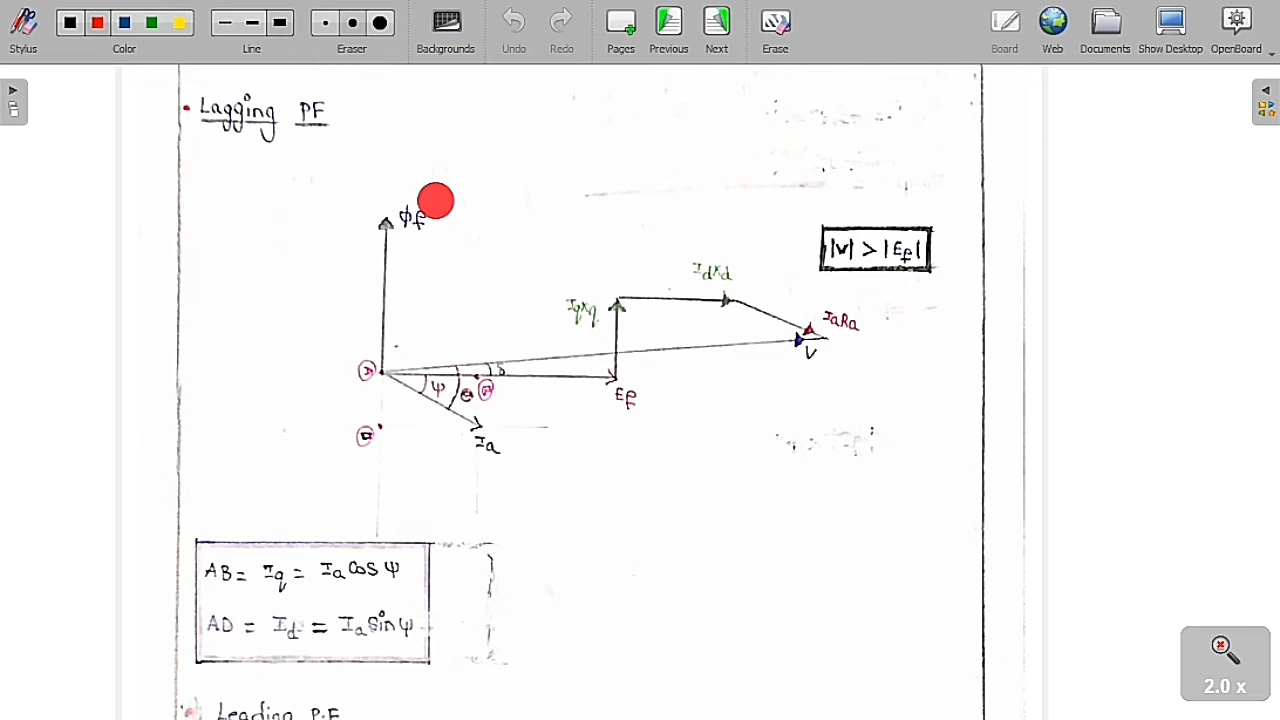 Stylus Color Line Eraser Backgrounds Undo Redo Pages Previous Next Erase Board Web Documents Show Desktop OpenBoard
• Lagging PF
ϕf
|V| > |Ef|
IdXd
IqXq
IaRa
V
δ
ψ
θ
Ef
Ia
AB = Iq = Ia Cos ψ
AD = Id = Ia Sin ψ
Leading P.F
2.0 x